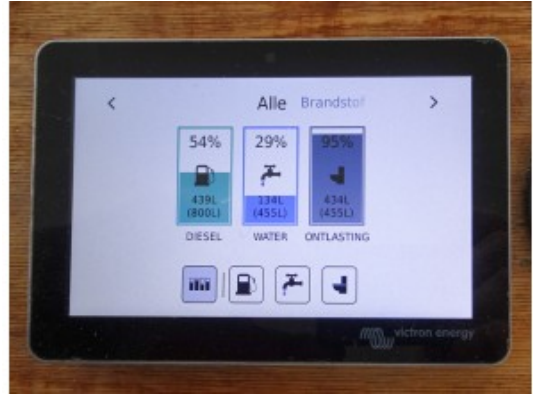 < Alle Brandstof >
54% 29% 95%
439L 134L 434L
(800L) (455L) (455L)
DIESEL WATER ONTLASTING
victron energy